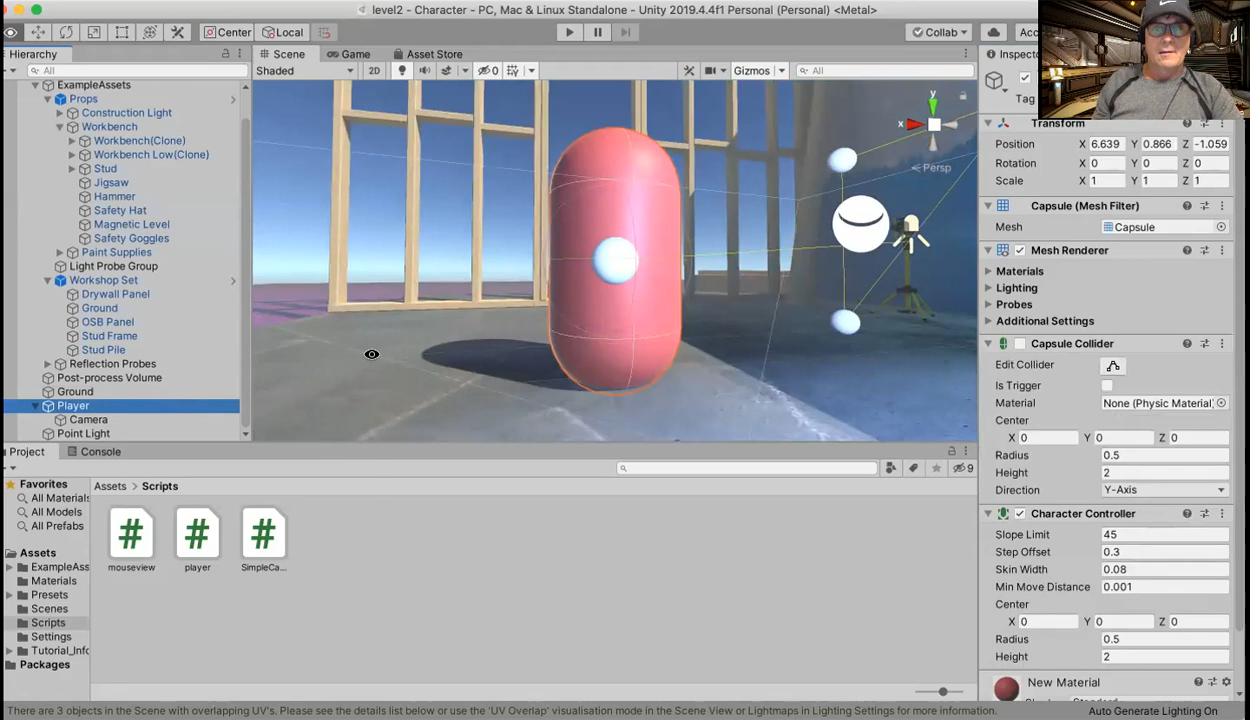 level2 - Character - PC, Mac & Linux Standalone - Unity 2019.4.4f1 Personal (Personal) <Metal>
Center
Local
Collab
Acc
Hierarchy
All
ExampleAssets
Props
Construction Light
Workbench
Workbench(Clone)
Workbench Low(Clone)
Stud
Jigsaw
Hammer
Safety Hat
Magnetic Level
Safety Goggles
Paint Supplies
Light Probe Group
Workshop Set
Drywall Panel
Ground
OSB Panel
Stud Frame
Stud Pile
Reflection Probes
Post-process Volume
Ground
Player
Camera
Point Light
Scene
Game
Asset Store
Shaded
2D
0
Gizmos
All
y
x
Persp
Inspecto
Tag
Transform
Position X 6.639 Y 0.866 Z -1.059
Rotation X 0 Y 0 Z 0
Scale X 1 Y 1 Z 1
Capsule (Mesh Filter)
Mesh Capsule
Mesh Renderer
Materials
Lighting
Probes
Additional Settings
Capsule Collider
Edit Collider
Is Trigger
Material None (Physic Material)
Center
X 0 Y 0 Z 0
Radius 0.5
Height 2
Direction Y-Axis
Character Controller
Slope Limit 45
Step Offset 0.3
Skin Width 0.08
Min Move Distance 0.001
Center
X 0 Y 0 Z 0
Radius 0.5
Height 2
New Material
Project
Console
9
Favorites
All Materials
All Models
All Prefabs
Assets
ExampleAss
Materials
Presets
Scenes
Scripts
Settings
Tutorial_Info
Packages
Assets > Scripts
#
#
#
mouseview
player
SimpleCa...
There are 3 objects in the Scene with overlapping UV's. Please see the details list below or use the 'UV Overlap' visualisation mode in the Scene View or Lightmaps in Lighting Settings for more information.
Auto Generate Lighting On